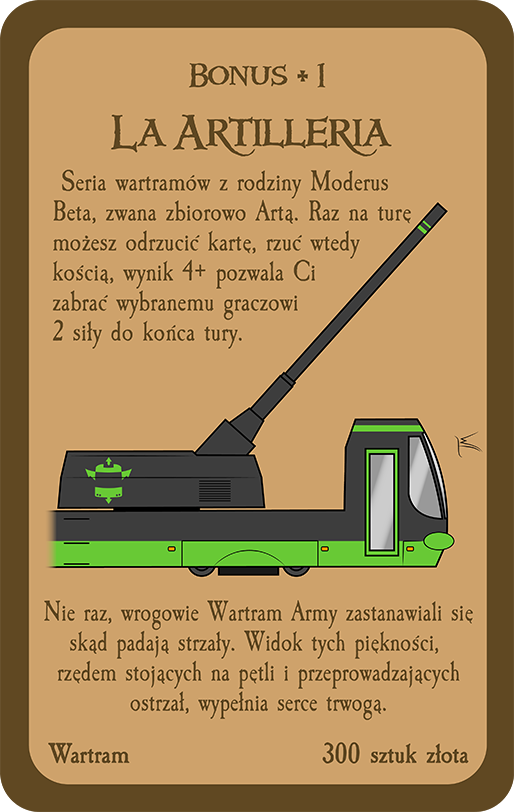 Bonus + 1
La Artilleria
Seria wartramów z rodziny Moderus
Beta, zwana zbiorowo Artą. Raz na turę
możesz odrzucić kartę, rzuć wtedy
kością, wynik 4+ pozwala Ci
zabrać wybranemu graczowi
2 siły do końca tury.
Nie raz, wrogowie Wartram Army zastanawiali się
skąd padają strzały. Widok tych piękności,
rzędem stojących na pętli i przeprowadzających
ostrzał, wypełnia serce trwogą.
Wartram
300 sztuk złota